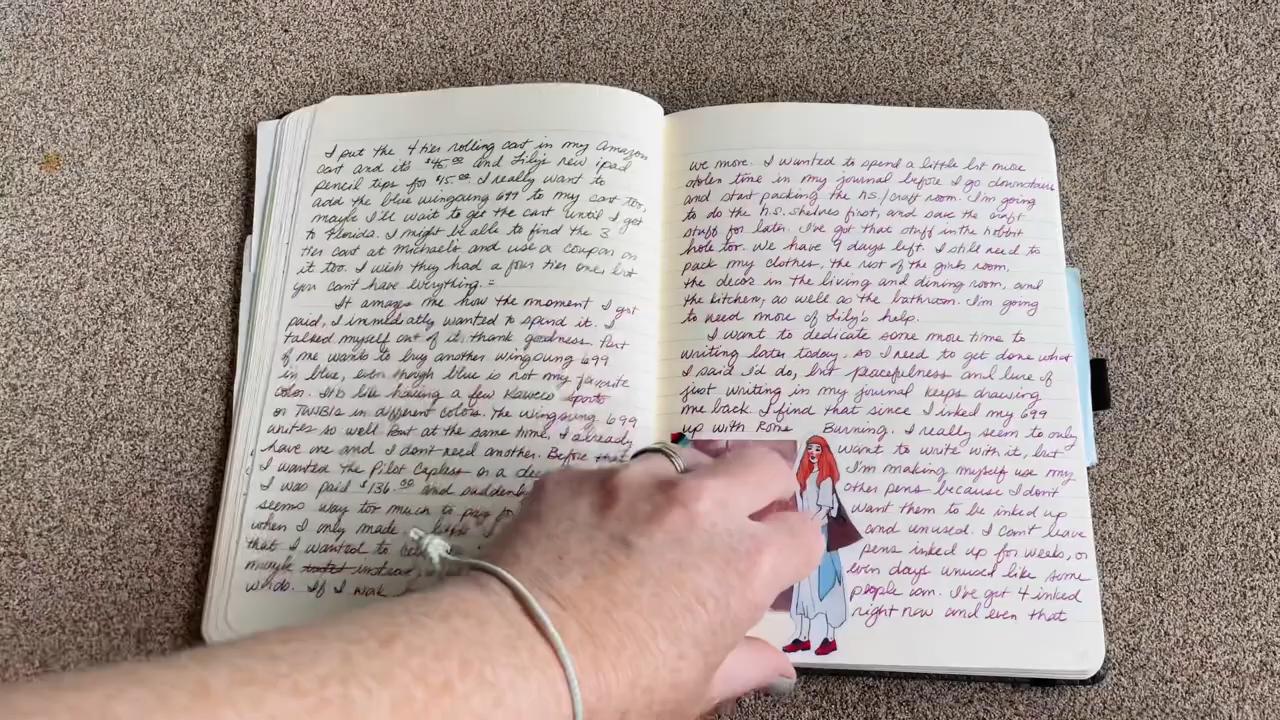 I put the 4 tier rolling cart in my Amazon
cart and it's $45.00 and Lily's new ipad
pencil tips for $15.00. I really want to
add the blue wingsung 699 to my cart too,
maybe I'll wait to get the cart until I get
to Florida. I might be able to find the 3
tier cart at Michaels and use a coupon on
it too. I wish they had a four tier one, but
you can't have everything. =
It amazes me how the moment I got
paid, I immediatly wanted to spend it. I
talked myself out of it, thank goodness. Part
of me wants to buy another wingsung 699
in blue, even though blue is not my favorite
color. It's like having a few Kaweco sports
or TWSBIs in different colors. The Wingsung 699
writes so well but at the same time, I already
have one and I don't need another. Before that
I wanted the Pilot Capless or a
I was paid $136.00 and suddenly
seems way too much to pay for
when I only made
that I wanted to
maybe instead
words. If I
we more. I wanted to spend a little bit more
stolen time in my journal before I go downstairs
and start packing the h.s./craft room. I'm going
to do the h.s. shelves first, and save the craft
stuff for later. I've got that stuff in the hobbit
hole too. We have 9 days left. I still need to
pack my clothes, the rest of the girls room,
the decor in the living and dining room, and
the kitchen, as well as the bathroom. I'm going
to need more of Lily's help.
I want to dedicate some more time to
writing later today, so I need to get done what
I said I'd do, but peacefulness and lure of
just writing in my journal keeps drawing
me back. I find that since I inked my 699
up with Rome Burning. I really seem to only
want to write with it, but
I'm making myself use my
other pens because I don't
want them to be inked up
and unused. I can't leave
pens inked up for weeks, or
even days unused like some
people can. I've got 4 inked
right now and even that